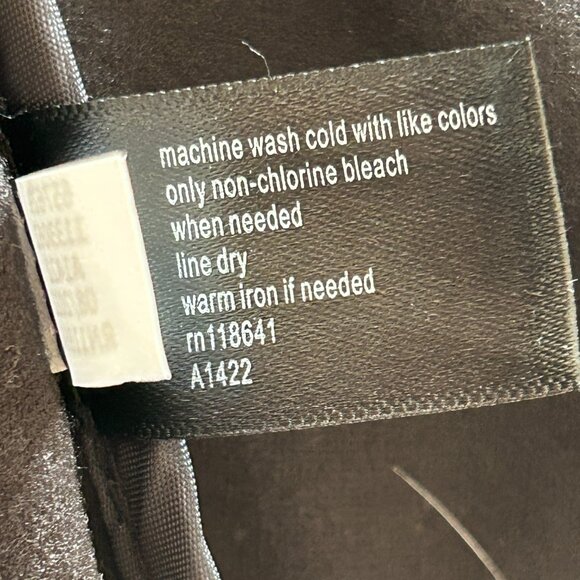 machine wash cold with like colors
only non-chlorine bleach
when needed
line dry
warm iron if needed
rn118641
A1422